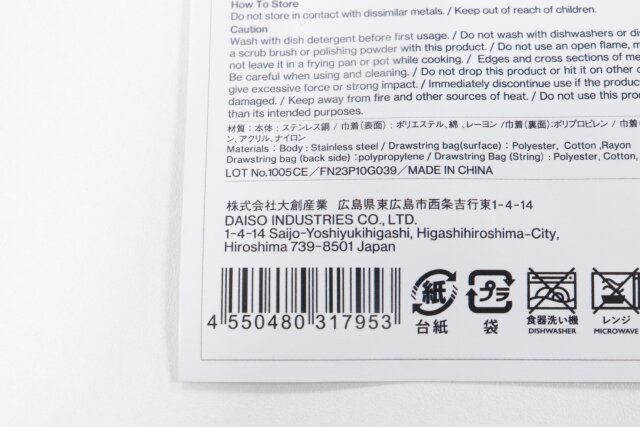 How To Store
Do not store in contact with dissimilar metals. / Keep out of reach of children.
Caution
Wash with dish detergent before first usage. / Do not wash with dishwashers or dis
a scrub brush or polishing powder with this product. / Do not use an open flame, m
not leave it in a frying pan or pot while cooking. / Edges and cross sections of me
Be careful when using and cleaning. / Do not drop this product or hit it on other o
give excessive force or strong impact. / Immediately discontinue use if the produc
damaged. / Keep away from fire and other sources of heat. / Do not use this produc
than its intended purposes.
材質：本体：ステンレス鋼 / 巾着(表面)：ポリエステル、綿、レーヨン /巾着(裏面):ポリプロピレン /
ン、アクリル、ナイロン
Materials : Body : Stainless steel / Drawstring bag(surface) : Polyester, Cotton ,Rayon
Drawstring bag (back side) :polypropylene / Drawstring Bag (String) : Polyester, Cotton,
LOT No.1005CE／FN23P10G039／MADE IN CHINA
株式会社大創産業 広島県東広島市西条吉行東1-4-14
DAISO INDUSTRIES CO., LTD.
1-4-14 Saijo-Yoshiyukihigashi, Higashihiroshima-City,
Hiroshima 739-8501 Japan
4 550480 317953
紙
台紙
プラ
袋
食器洗い機
DISHWASHER
レンジ
MICROWAVE